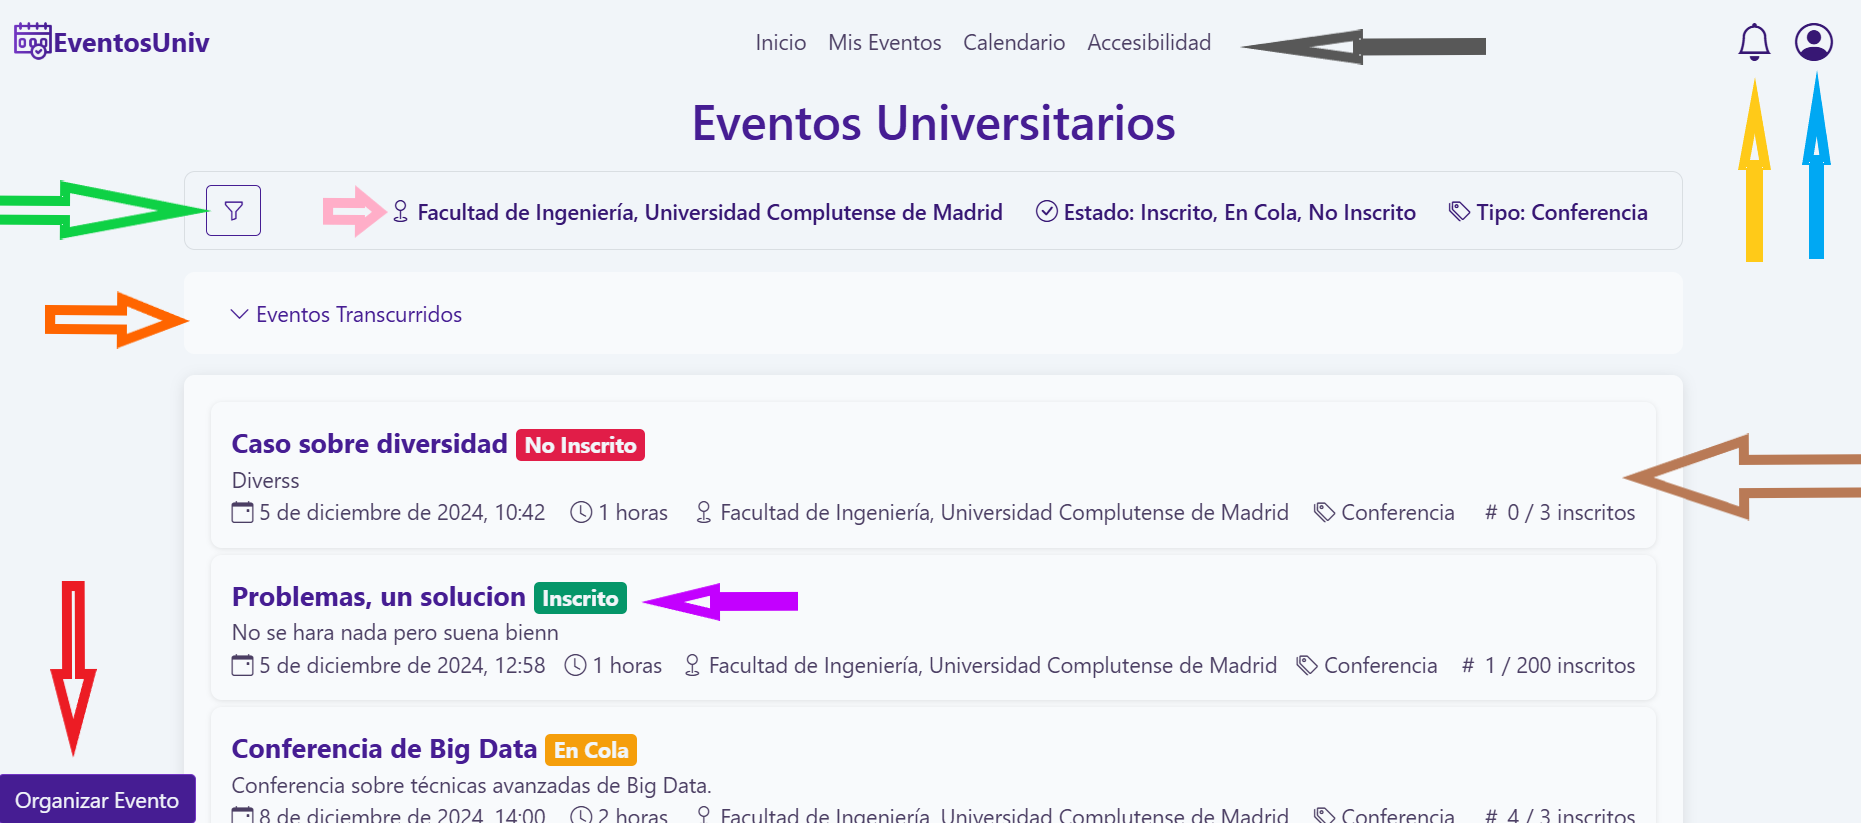 EventosUniv
Inicio Mis Eventos Calendario Accesibilidad
Eventos Universitarios
Facultad de Ingeniería, Universidad Complutense de Madrid Estado: Inscrito, En Cola, No Inscrito Tipo: Conferencia
Eventos Transcurridos
Caso sobre diversidad No Inscrito
Diverss
5 de diciembre de 2024, 10:42 1 horas Facultad de Ingeniería, Universidad Complutense de Madrid Conferencia # 0 / 3 inscritos
Problemas, un solucion Inscrito
No se hara nada pero suena bienn
5 de diciembre de 2024, 12:58 1 horas Facultad de Ingeniería, Universidad Complutense de Madrid Conferencia # 1 / 200 inscritos
Conferencia de Big Data En Cola
Conferencia sobre técnicas avanzadas de Big Data.
8 de diciembre de 2024, 14:00 2 horas Facultad de Ingeniería, Universidad Complutense de Madrid Conferencia # 4 / 3 inscritos
Organizar Evento